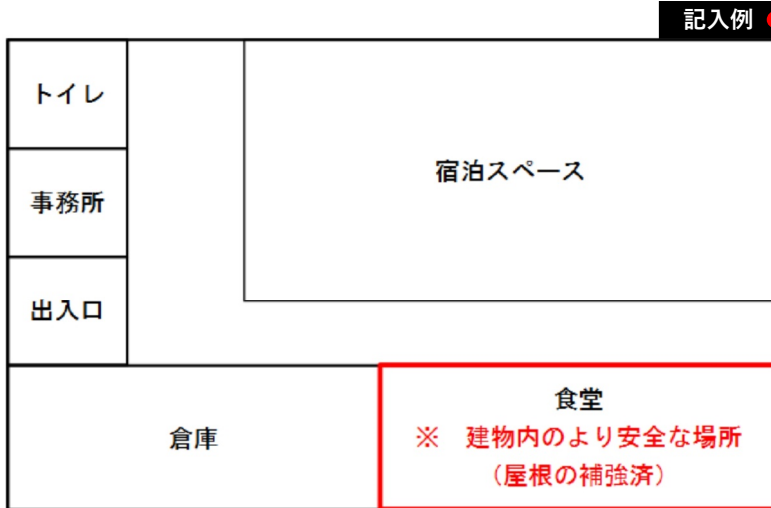 記入例
トイレ
宿泊スペース
事務所
出入口
倉庫
食堂
※ 建物内のより安全な場所
(屋根の補強済)